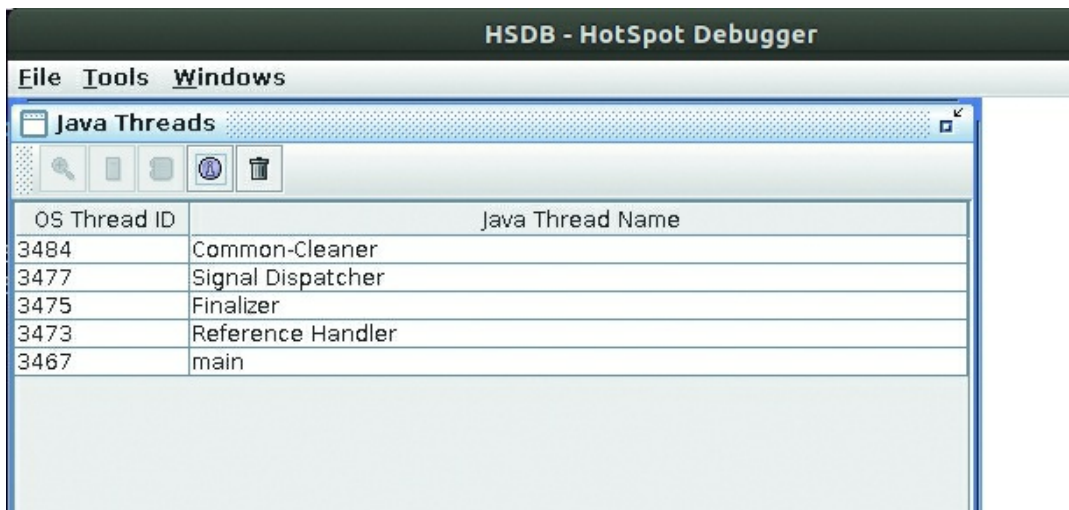 HSDB - HotSpot Debugger
File Tools Windows
Java Threads
OS Thread ID Java Thread Name
3484 Common-Cleaner
3477 Signal Dispatcher
3475 Finalizer
3473 Reference Handler
3467 main